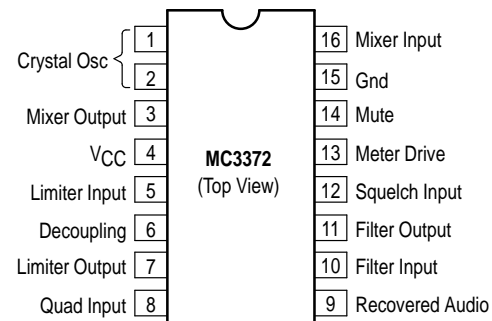 Crystal Osc
1
2
Mixer Output 3
VCC 4
Limiter Input 5
Decoupling 6
Limiter Output 7
Quad Input 8
MC3372
(Top View)
16 Mixer Input
15 Gnd
14 Mute
13 Meter Drive
12 Squelch Input
11 Filter Output
10 Filter Input
9 Recovered Audio